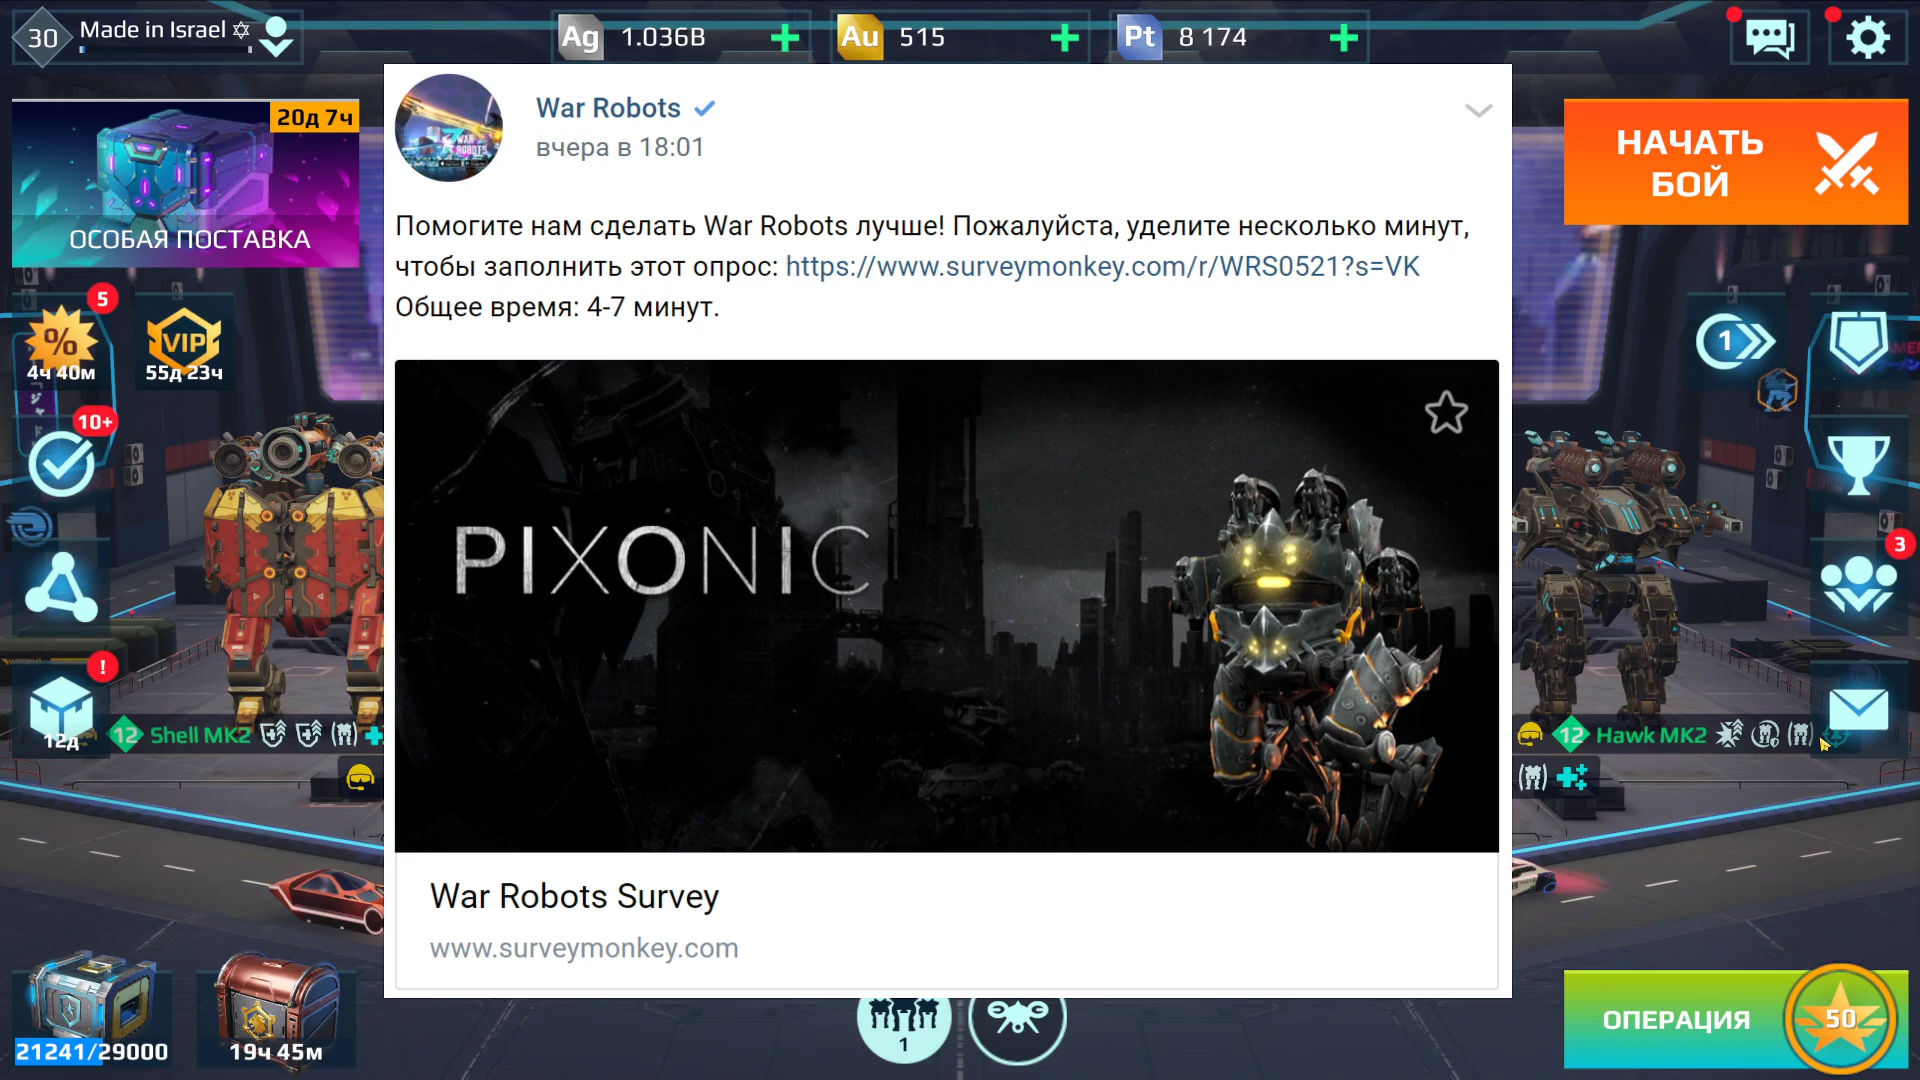 30
Made in Israel ✡
Ag 1.036B
Au 515
Pt 8 174
20д 7ч
ОСОБАЯ ПОСТАВКА
War Robots
вчера в 18:01
НАЧАТЬ
БОЙ
Помогите нам сделать War Robots лучше! Пожалуйста, уделите несколько минут,
чтобы заполнить этот опрос: https://www.surveymonkey.com/r/WRS0521?s=VK
Общее время: 4-7 минут.
5
%
4ч 40м
VIP
55д 23ч
1
10+
PIXONIC
3
!
12д
12 Shell MK2
12 Hawk MK2
War Robots Survey
www.surveymonkey.com
21241/29000
19ч 45м
1
ОПЕРАЦИЯ
50